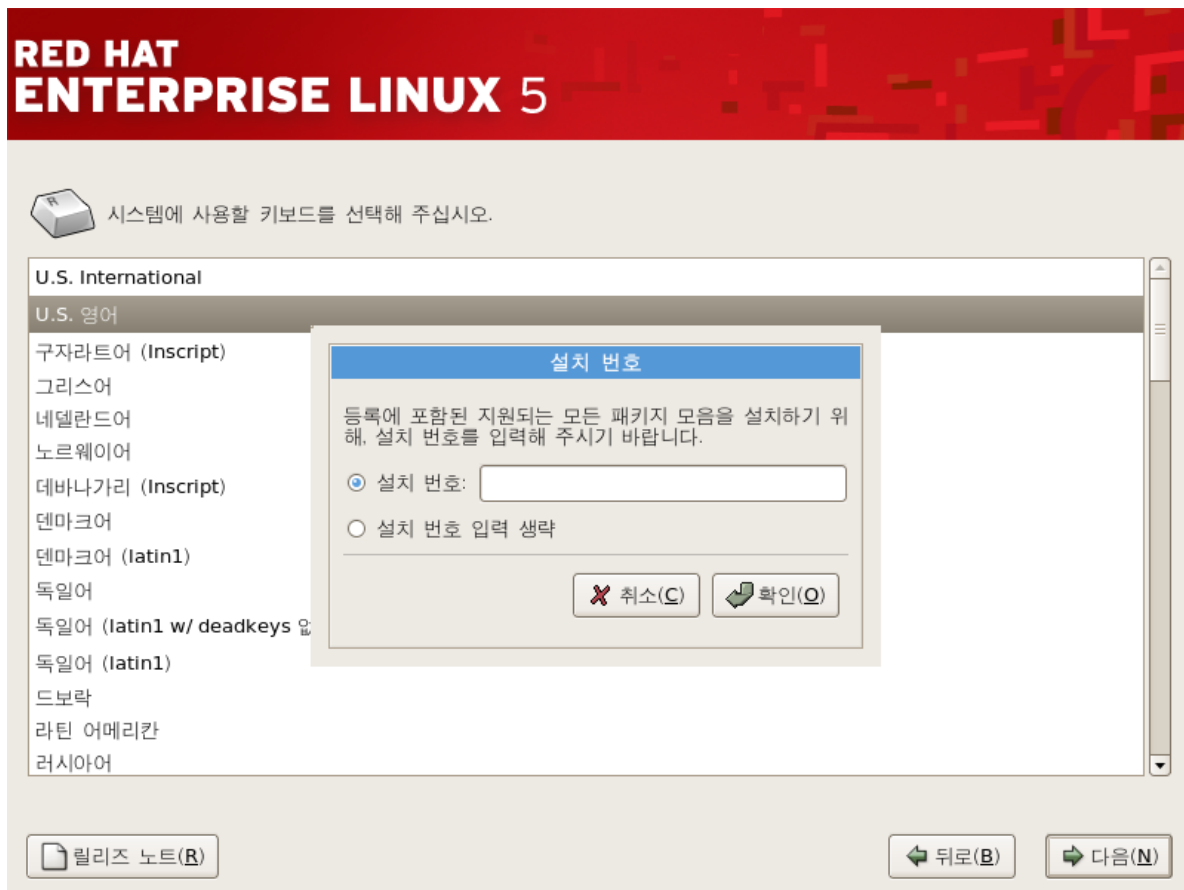 RED HAT
ENTERPRISE LINUX 5
시스템에 사용할 키보드를 선택해 주십시오.
U.S. International
U.S. 영어
구자라트어 (Inscript)
그리스어
네델란드어
노르웨이어
데바나가리 (Inscript)
덴마크어
덴마크어 (latin1)
독일어
독일어 (latin1 w/ deadkeys 없
독일어 (latin1)
드보락
라틴 어메리칸
러시아어
설치 번호
등록에 포함된 지원되는 모든 패키지 모음을 설치하기 위
해, 설치 번호를 입력해 주시기 바랍니다.
설치 번호:
설치 번호 입력 생략
취소(C)
확인(O)
릴리즈 노트(R)
뒤로(B)
다음(N)